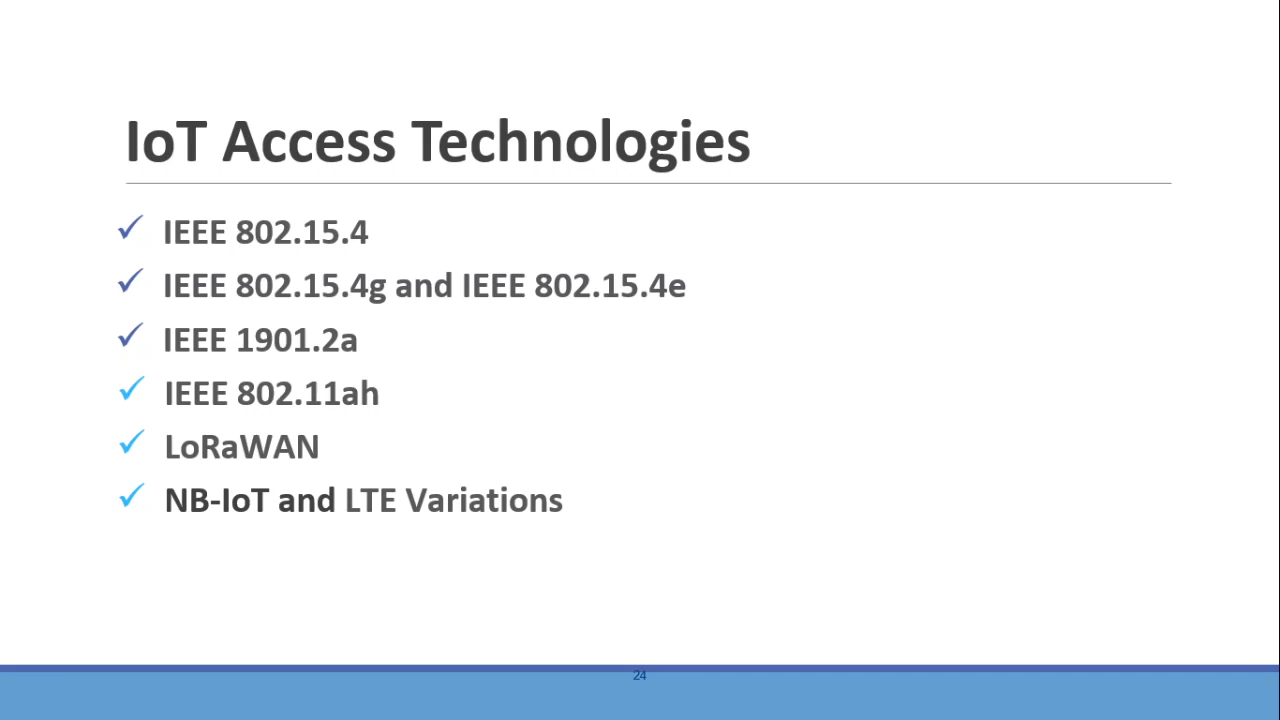 IoT Access Technologies
✓ IEEE 802.15.4
✓ IEEE 802.15.4g and IEEE 802.15.4e
✓ IEEE 1901.2a
✓ IEEE 802.11ah
✓ LoRaWAN
✓ NB-IoT and LTE Variations
24